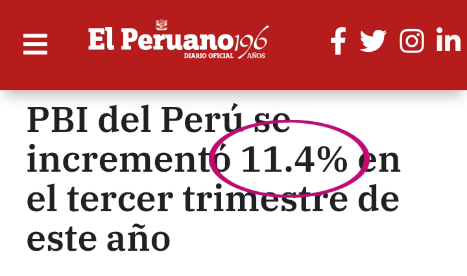 El Peruano 196
DIARIO OFICIAL AÑOS
PBI del Perú se
incrementó 11.4% en
el tercer trimestre de
este año